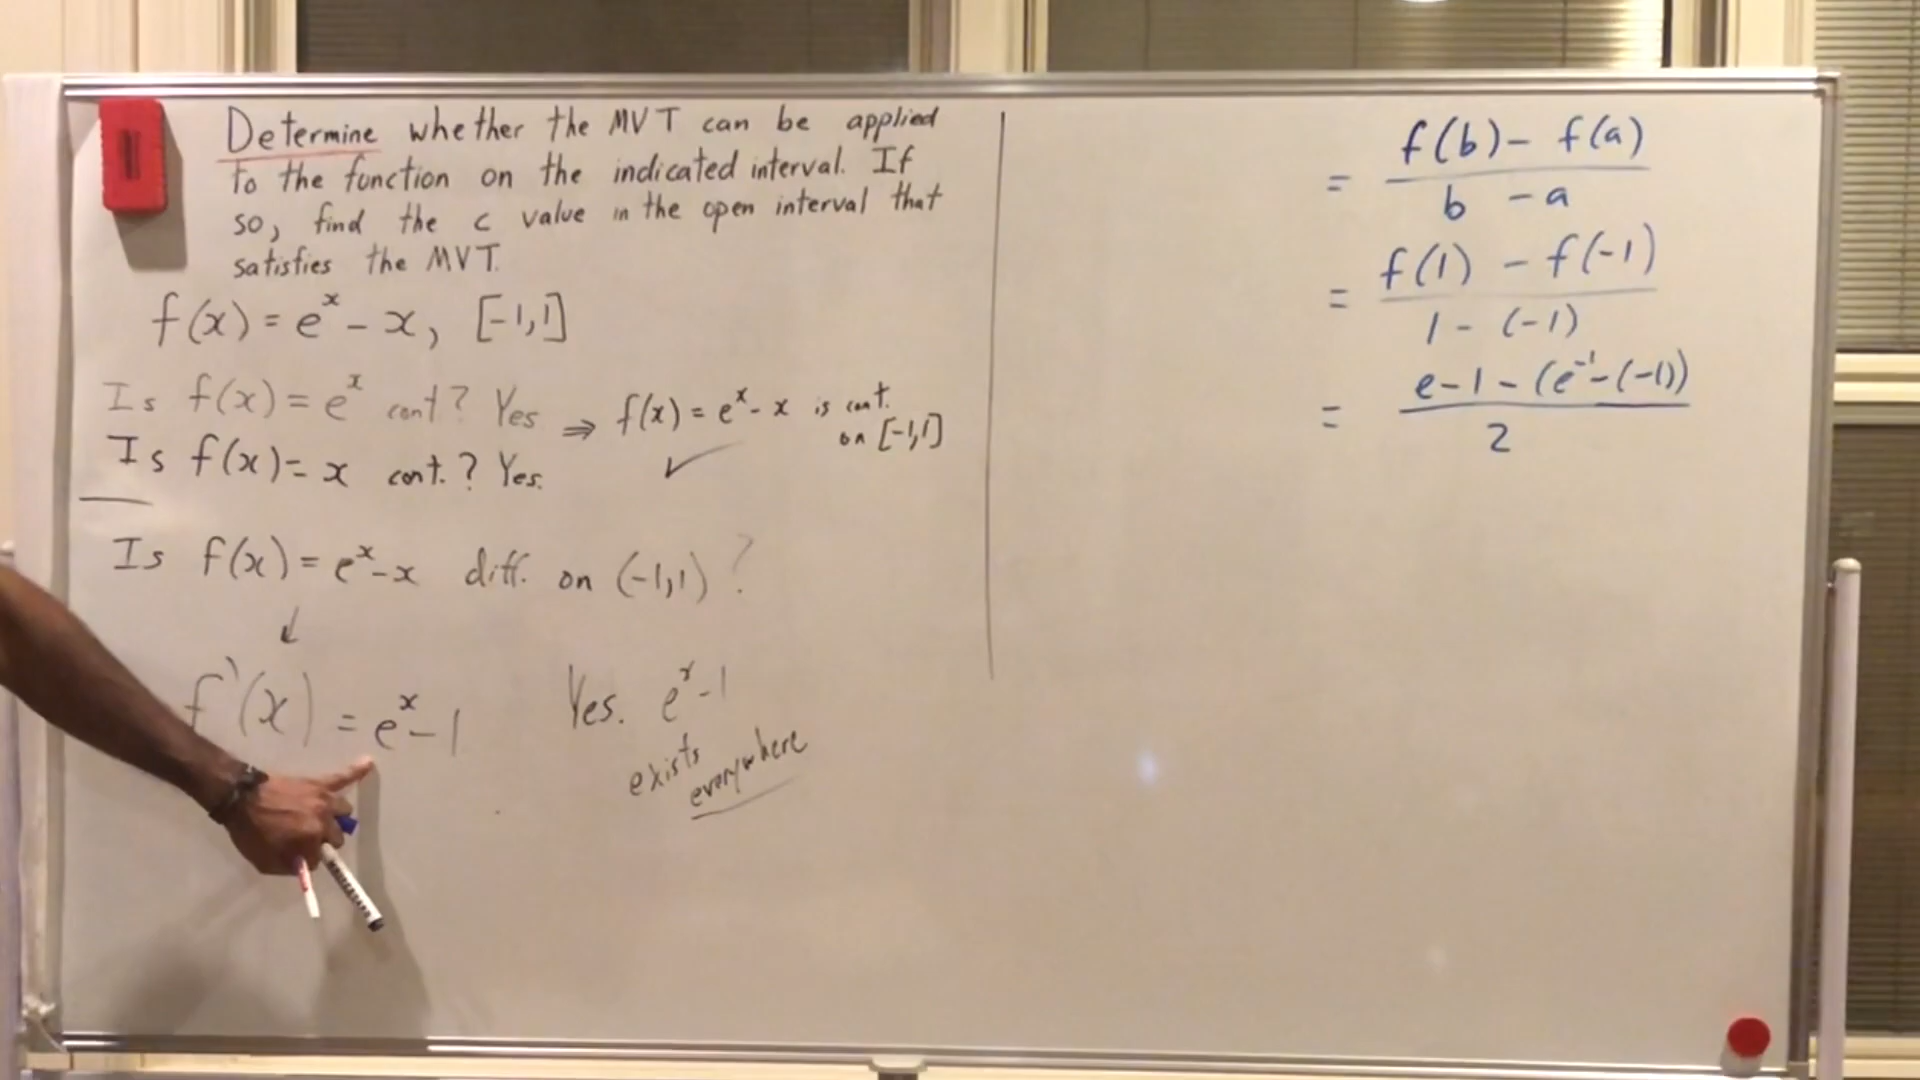 Determine whether the MVT can be applied
to the function on the indicated interval. If
so, find the c value in the open interval that
satisfies the MVT.
f(x) = e^x - x, [-1,1]
Is f(x) = e^x cont? Yes ⇒ f(x) = e^x - x is cont.
on [-1,1]
Is f(x) = x cont.? Yes. ✓
Is f(x) = e^x - x diff. on (-1,1)?
↓
f'(x) = e^x - 1
Yes. e^x - 1
exists
everywhere
= f(b) - f(a)
b - a
= f(1) - f(-1)
1 - (-1)
= e - 1 - (e^-1 - (-1))
2